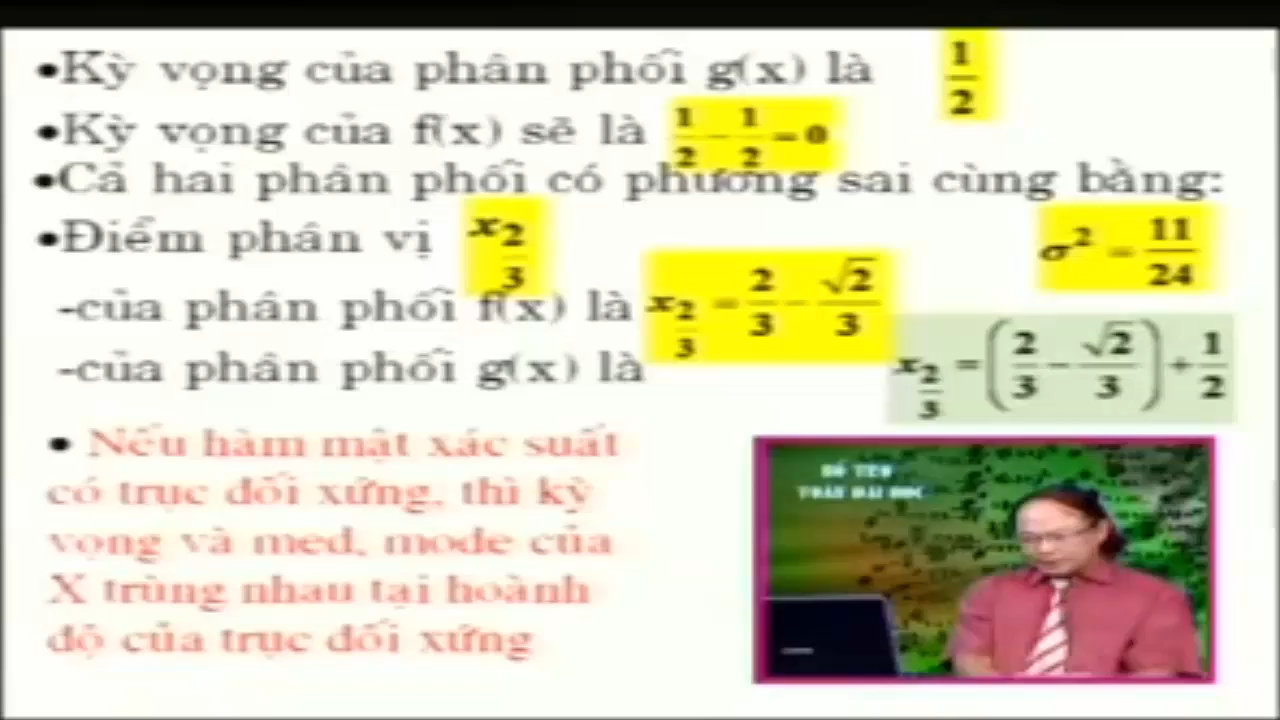 •Kỳ vọng của phân phối g(x) là 1/2
•Kỳ vọng của f(x) sẽ là 1/2 - 1/2 = 0
•Cả hai phân phối có phương sai cùng bằng:
σ² = 11/24
•Điểm phân vị x_{2/3}
-của phân phối f(x) là x_{2/3} = 2/3 - √2/3
-của phân phối g(x) là x_{2/3} = (2/3 - √2/3) + 1/2
• Nếu hàm mật xác suất
có trục đối xứng, thì kỳ
vọng và med, mode của
X trùng nhau tại hoành
độ của trục đối xứng
TOÁN ĐẠI HỌC